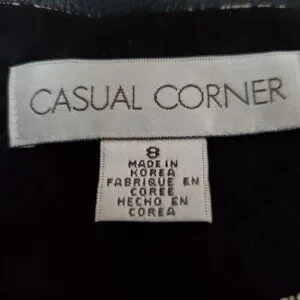 CASUAL CORNER
8
MADE IN
KOREA
FABRIQUE EN
COREE
HECHO EN
COREA